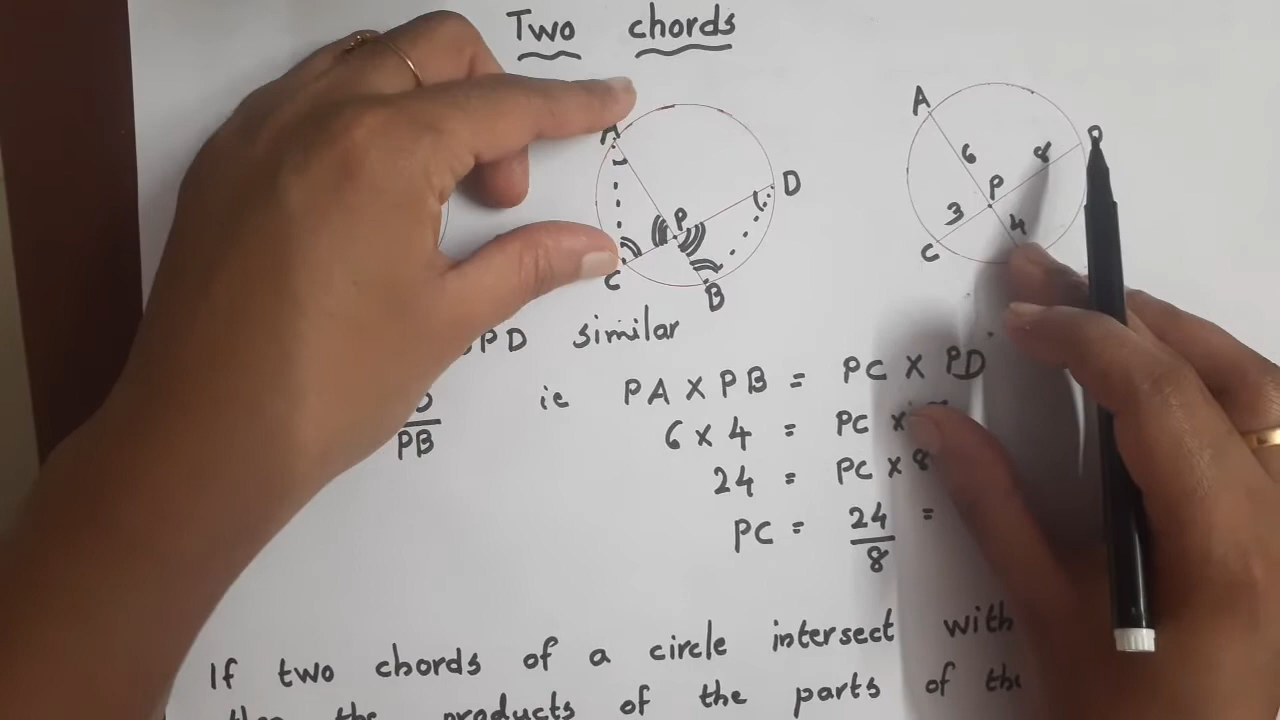 Two chords
A
D
P
C
B
A
6
8
P
3
4
C
PD similar
PB
ie PA X PB = PC X PD
6 X 4 = PC X
24 = PC X 8
PC = 24 =
8
If two chords of a circle intersect with
then the products of the parts of the